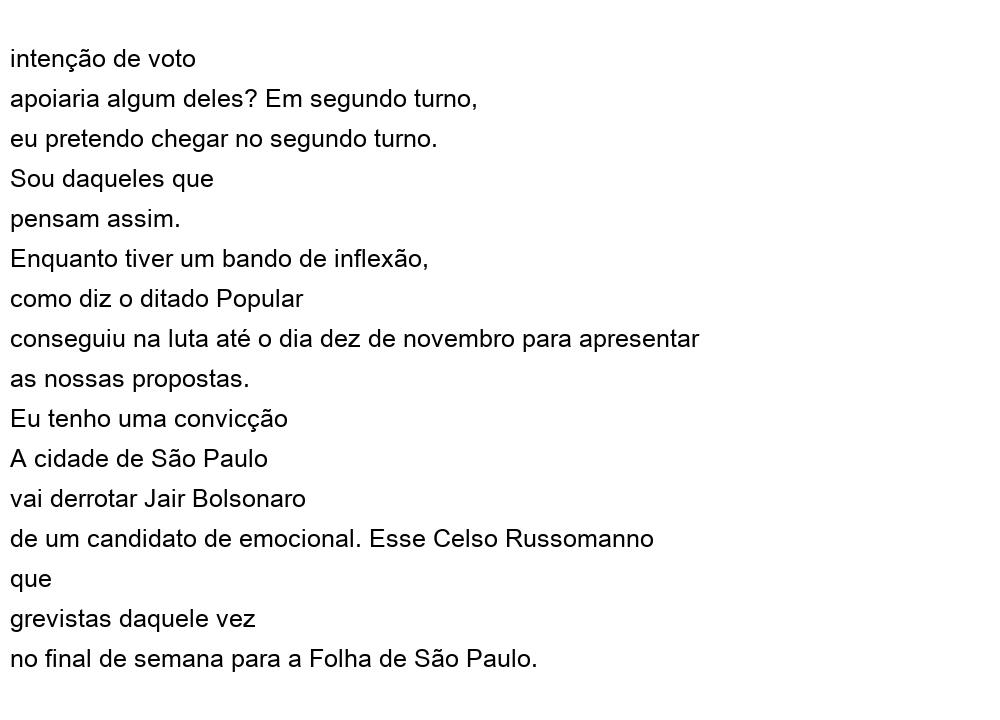 intenção de voto
apoiaria algum deles? Em segundo turno,
eu pretendo chegar no segundo turno.
Sou daqueles que
pensam assim.
Enquanto tiver um bando de inflexão,
como diz o ditado Popular
conseguiu na luta até o dia dez de novembro para apresentar
as nossas propostas.
Eu tenho uma convicção
A cidade de São Paulo
vai derrotar Jair Bolsonaro
de um candidato de emocional. Esse Celso Russomanno
que
grevistas daquele vez
no final de semana para a Folha de São Paulo.